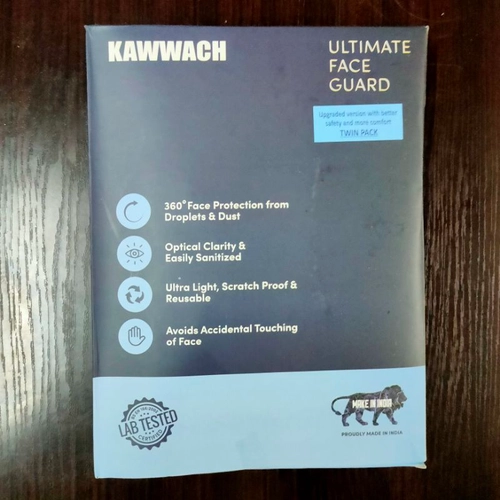 KAWWACH
ULTIMATE
FACE
GUARD
Upgraded version with better
safety and more comfort
TWIN PACK
360° Face Protection from
Droplets & Dust
Optical Clarity &
Easily Sanitized
Ultra Light, Scratch Proof &
Reusable
Avoids Accidental Touching
of Face
LAB TESTED
CERTIFIED
MAKE IN INDIA
PROUDLY MADE IN INDIA